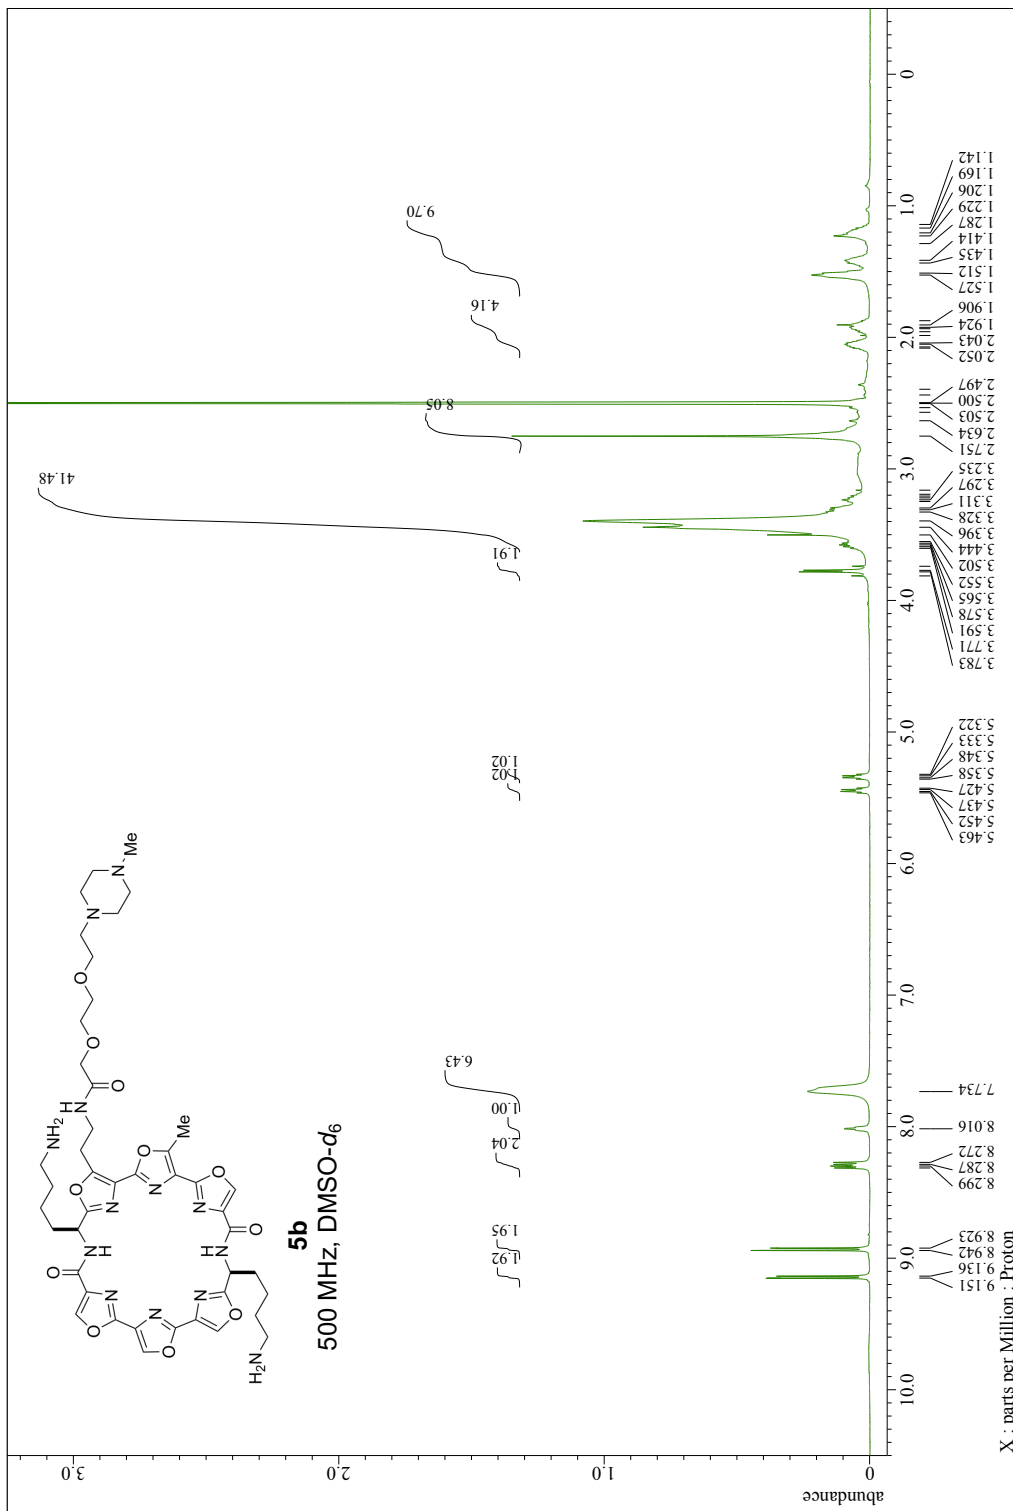 abundance
0
1.0
2.0
3.0
X : parts per Million : Proton
10.0
9.0
8.0
7.0
6.0
5.0
4.0
3.0
2.0
1.0
0
1.92
1.95
2.04
1.00
6.43
1.02
1.02
1.91
41.48
8.05
4.16
9.70
9.151
9.136
8.942
8.923
8.299
8.287
8.272
8.016
7.734
5.463
5.452
5.437
5.427
5.358
5.348
5.333
5.322
3.783
3.771
3.591
3.578
3.565
3.552
3.502
3.444
3.396
3.328
3.311
3.297
3.235
2.751
2.634
2.503
2.500
2.497
2.052
2.043
1.924
1.906
1.527
1.512
1.435
1.414
1.287
1.229
1.206
1.169
1.142
NH2
H
N
O
O
O
N
N
Me
O
N
O
N
Me
O
N
O
H
N
O
N
H
N
O
N
O
N
O
H2N
5b
500 MHz, DMSO-d6